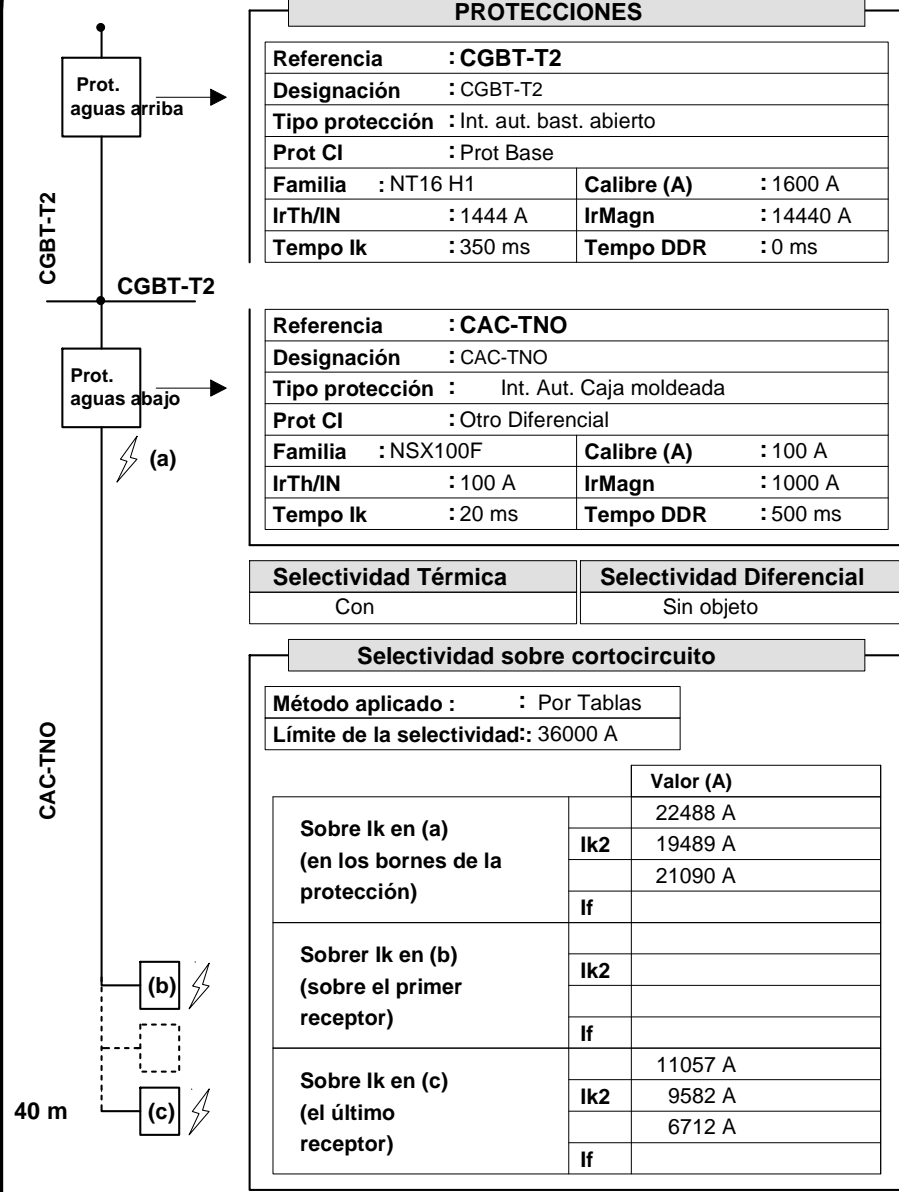 PROTECCIONES
Prot.
aguas arriba
CGBT-T2
CGBT-T2
Referencia : CGBT-T2
Designación : CGBT-T2
Tipo protección : Int. aut. bast. abierto
Prot CI : Prot Base
Familia : NT16 H1 Calibre (A) : 1600 A
IrTh/IN : 1444 A IrMagn : 14440 A
Tempo Ik : 350 ms Tempo DDR : 0 ms
Prot.
aguas abajo
(a)
Referencia : CAC-TNO
Designación : CAC-TNO
Tipo protección : Int. Aut. Caja moldeada
Prot CI : Otro Diferencial
Familia : NSX100F Calibre (A) : 100 A
IrTh/IN : 100 A IrMagn : 1000 A
Tempo Ik : 20 ms Tempo DDR : 500 ms
Selectividad Térmica Selectividad Diferencial
Con Sin objeto
Selectividad sobre cortocircuito
Método aplicado : : Por Tablas
Límite de la selectividad:: 36000 A
CAC-TNO
Valor (A)
Sobre Ik en (a)
(en los bornes de la
protección)
22488 A
Ik2 19489 A
21090 A
If
Sobrer Ik en (b)
(sobre el primer
receptor)
Ik2
If
Sobre Ik en (c)
(el último
receptor)
11057 A
Ik2 9582 A
6712 A
If
(b)
40 m
(c)